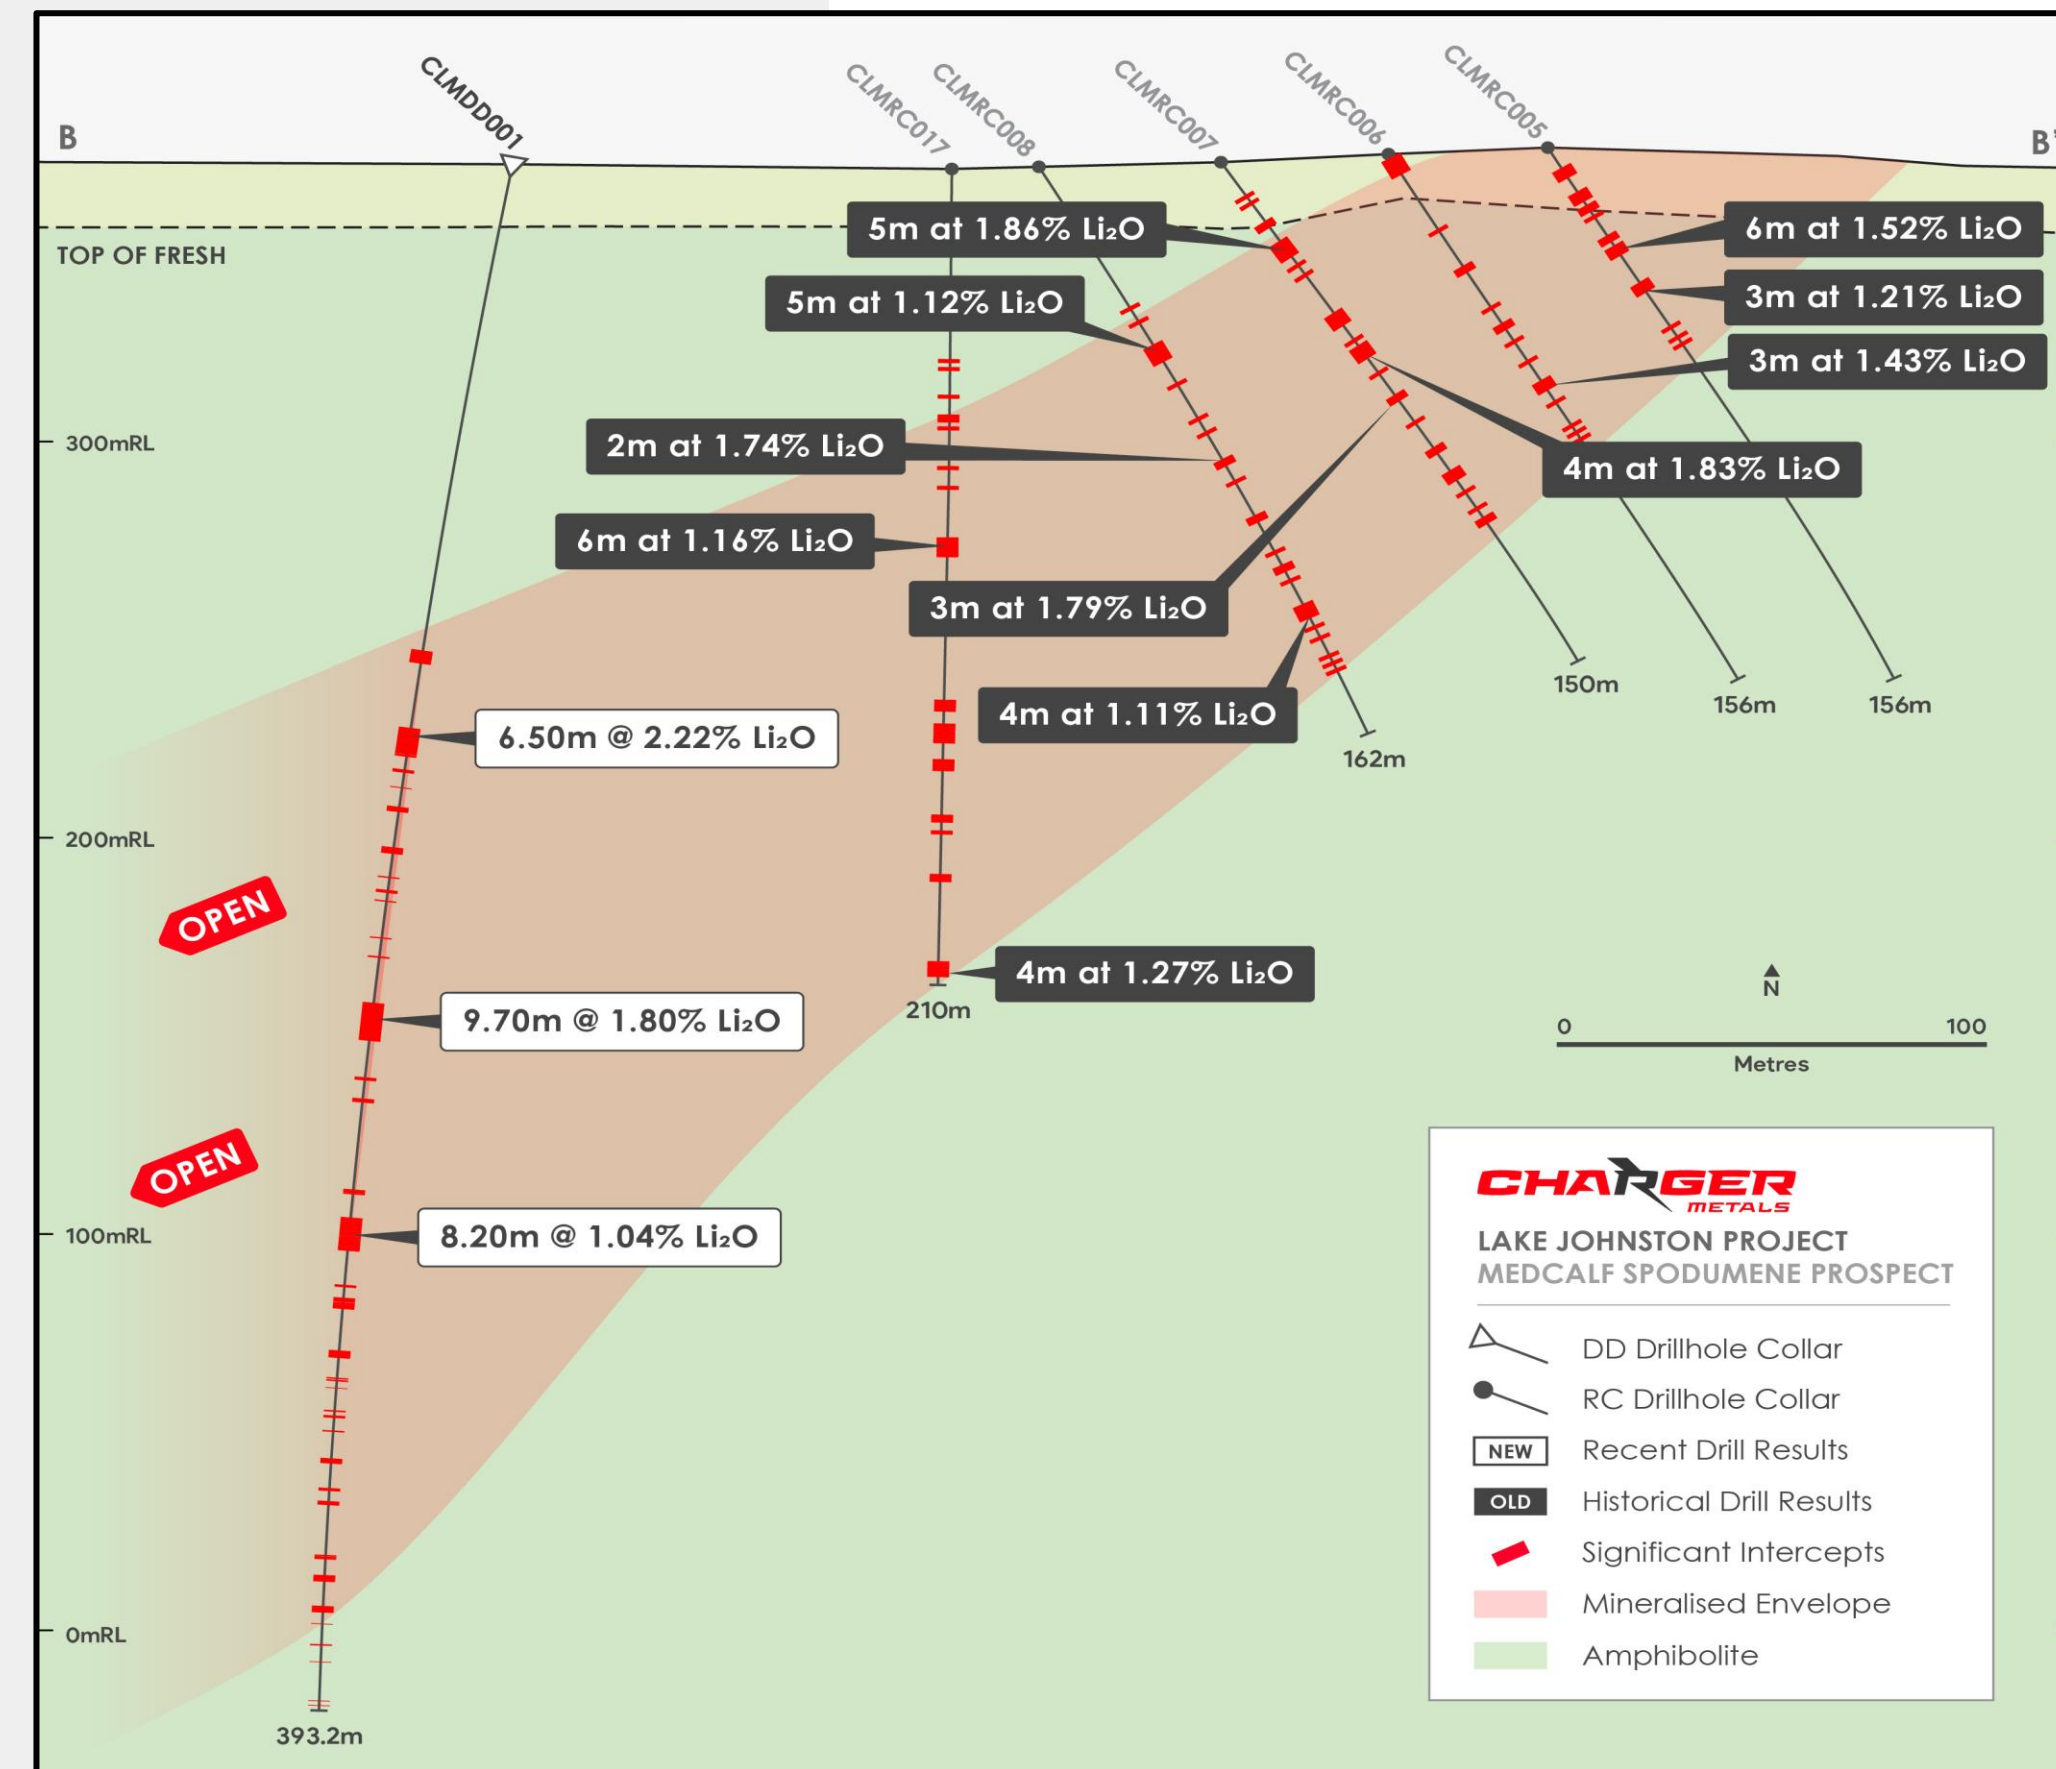 CLMDD001
CLMRC017
CLMRC008
CLMRC007
CLMRC006
CLMRC005
B
B'
TOP OF FRESH
5m at 1.86% Li₂O
6m at 1.52% Li₂O
5m at 1.12% Li₂O
3m at 1.21% Li₂O
3m at 1.43% Li₂O
300mRL
2m at 1.74% Li₂O
4m at 1.83% Li₂O
6m at 1.16% Li₂O
3m at 1.79% Li₂O
150m
156m
156m
4m at 1.11% Li₂O
162m
6.50m @ 2.22% Li₂O
200mRL
OPEN
4m at 1.27% Li₂O
210m
9.70m @ 1.80% Li₂O
N
0 100
Metres
OPEN
100mRL
8.20m @ 1.04% Li₂O
CHARGER
METALS
LAKE JOHNSTON PROJECT
MEDCALF SPODUMENE PROSPECT
DD Drillhole Collar
RC Drillhole Collar
NEW Recent Drill Results
OLD Historical Drill Results
Significant Intercepts
Mineralised Envelope
Amphibolite
0mRL
393.2m